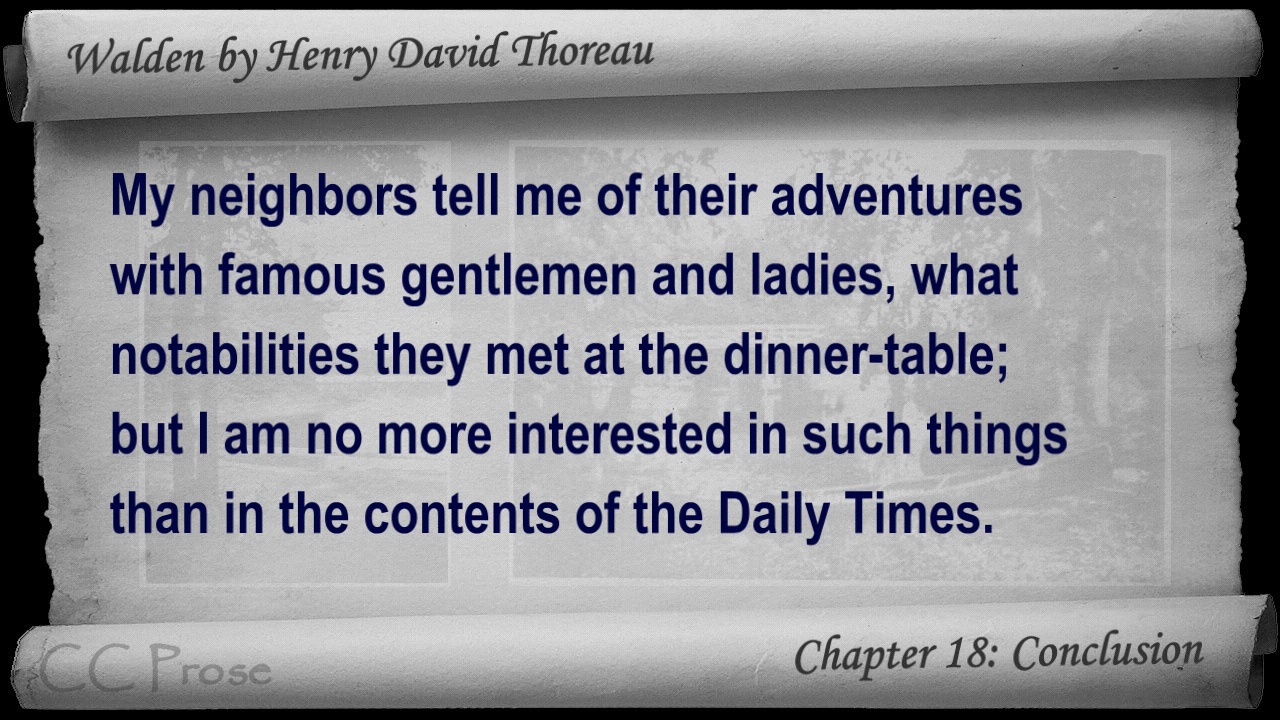 Walden by Henry David Thoreau
My neighbors tell me of their adventures
with famous gentlemen and ladies, what
notabilities they met at the dinner-table;
but I am no more interested in such things
than in the contents of the Daily Times.
CC Prose
Chapter 18: Conclusion